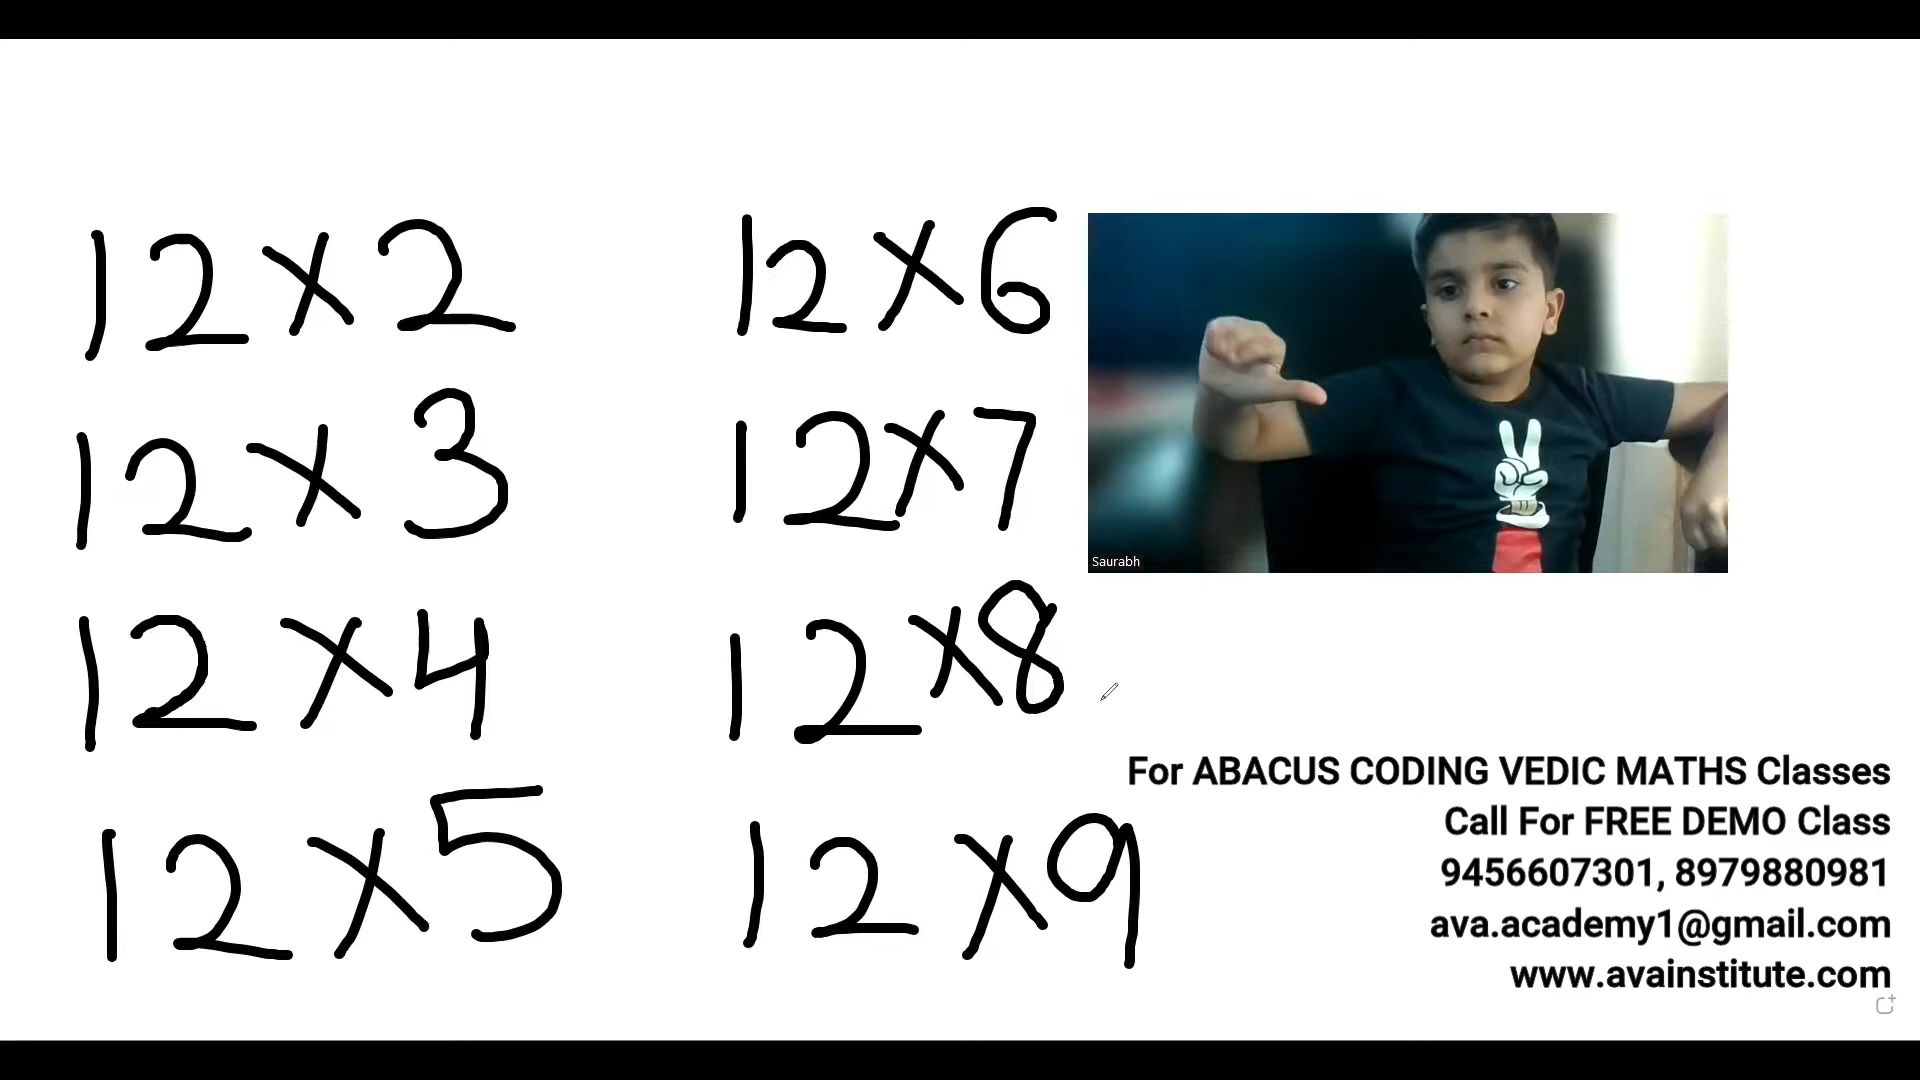 12×2
12×3
12×4
12×5
12×6
12×7
12×8
12×9
Saurabh
For ABACUS CODING VEDIC MATHS Classes
Call For FREE DEMO Class
9456607301, 8979880981
ava.academy1@gmail.com
www.avainstitute.com